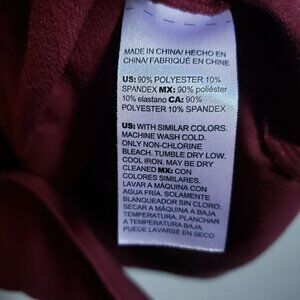 MADE IN CHINA/ HECHO EN
CHINA/ FABRIQUÉ EN CHINE
US: 90% POLYESTER 10%
SPANDEX MX: 90% poliéster
10% elastano CA: 90%
POLYESTER 10% SPANDEX
US: WITH SIMILAR COLORS.
MACHINE WASH COLD.
ONLY NON-CHLORINE
BLEACH. TUMBLE DRY LOW.
COOL IRON. MAY BE DRY
CLEANED MX: CON
COLORES SIMILARES.
LAVAR A MÁQUINA CON
AGUA FRÍA. SOLAMENTE
BLANQUEADOR SIN CLORO.
SECAR A MÁQUINA A BAJA
TEMPERATURA. PLANCHAR
A BAJA TEMPERATURA.
PUEDE LAVARSE EN SECO